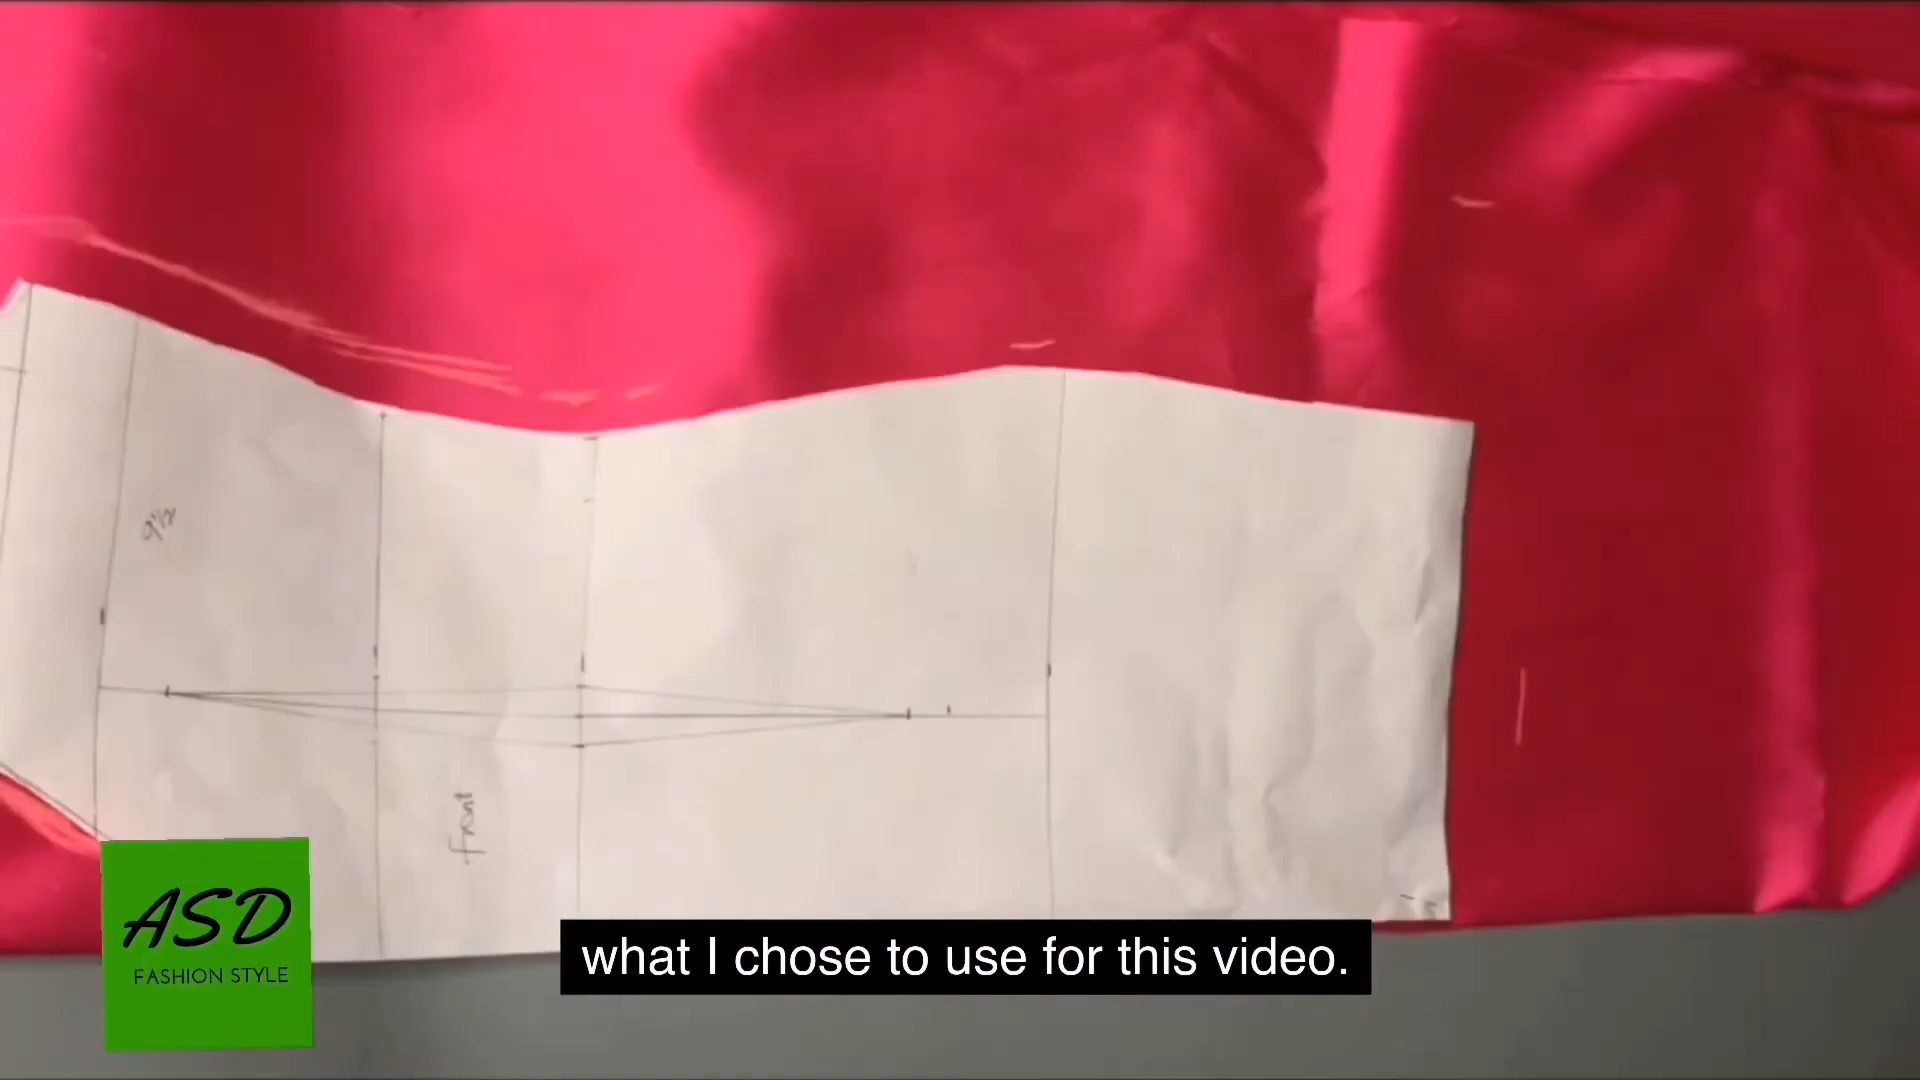 9½
front
ASD
FASHION STYLE
what I chose to use for this video.